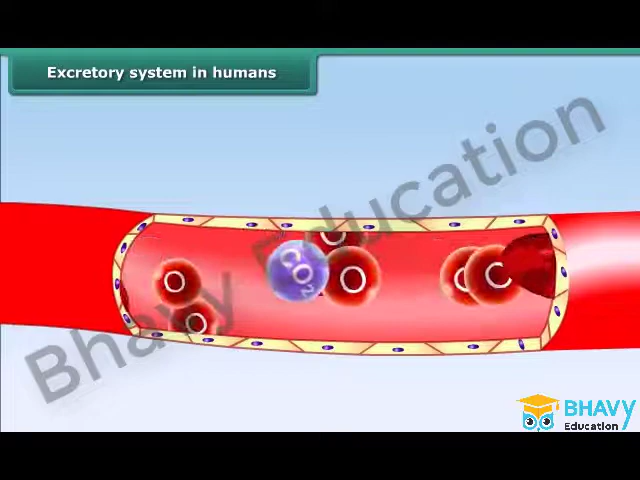 Excretory system in humans
Bhavy Education
O
CO2
O
O
O
O
O
BHAVY
Education